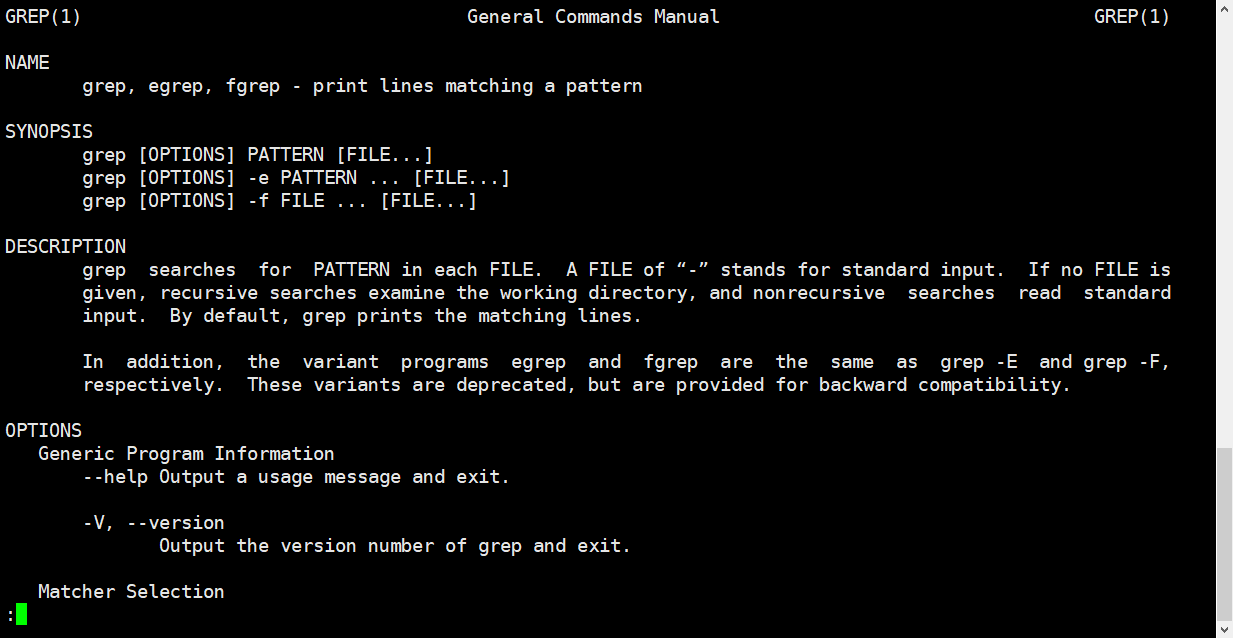 GREP(1) General Commands Manual GREP(1)
NAME
grep, egrep, fgrep - print lines matching a pattern
SYNOPSIS
grep [OPTIONS] PATTERN [FILE...]
grep [OPTIONS] -e PATTERN ... [FILE...]
grep [OPTIONS] -f FILE ... [FILE...]
DESCRIPTION
grep searches for PATTERN in each FILE. A FILE of “-” stands for standard input. If no FILE is
given, recursive searches examine the working directory, and nonrecursive searches read standard
input. By default, grep prints the matching lines.
In addition, the variant programs egrep and fgrep are the same as grep -E and grep -F,
respectively. These variants are deprecated, but are provided for backward compatibility.
OPTIONS
Generic Program Information
--help Output a usage message and exit.
-V, --version
Output the version number of grep and exit.
Matcher Selection
: